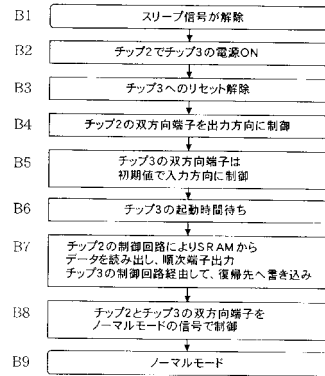 B1
スリープ信号が解除
B2
チップ2でチップ3の電源ON
B3
チップ3へのリセット解除
B4
チップ2の双方向端子を出力方向に制御
B5
チップ3の双方向端子は
初期値で入力方向に制御
B6
チップ3の起動時間待ち
B7
チップ2の制御回路によりSRAMから
データを読み出し、順次端子出力
チップ3の制御回路経由して、復帰先へ書き込み
B8
チップ2とチップ3の双方向端子を
ノーマルモードの信号で制御
B9
ノーマルモード